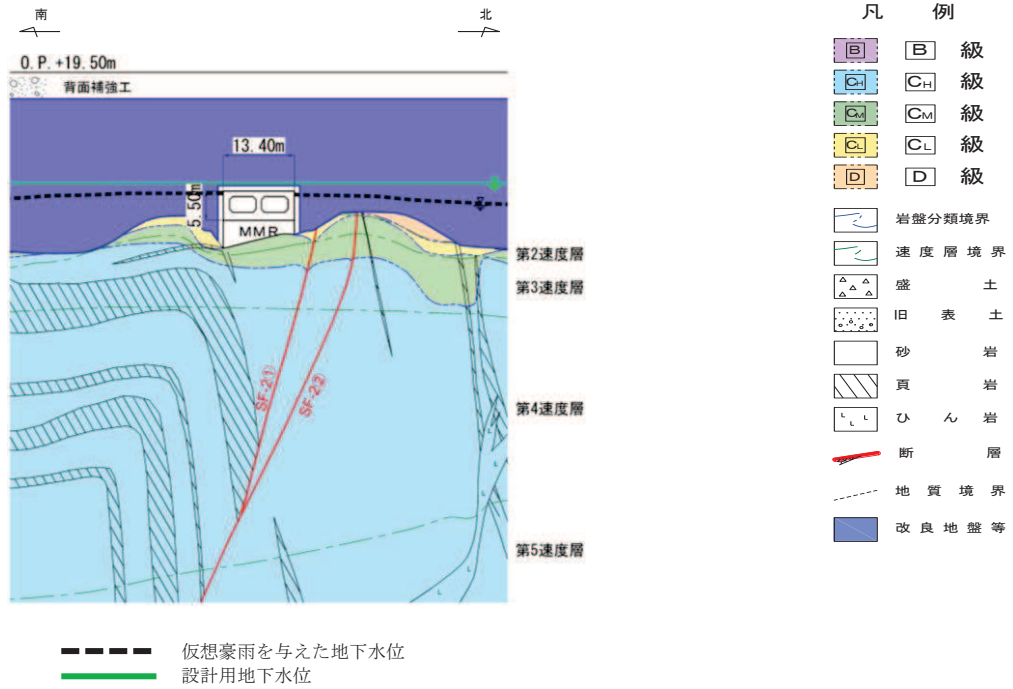 南
北
O.P.+19.50m
背面補強工
13.40m
5.50m
MMR
第2速度層
第3速度層
SF-2①
SF-2②
第4速度層
第5速度層
仮想豪雨を与えた地下水位
設計用地下水位
凡 例
B B 級
CH CH 級
CM CM 級
CL CL 級
D D 級
岩盤分類境界
速度層境界
盛土
旧表土
砂岩
頁岩
ひん岩
断層
地質境界
改良地盤等